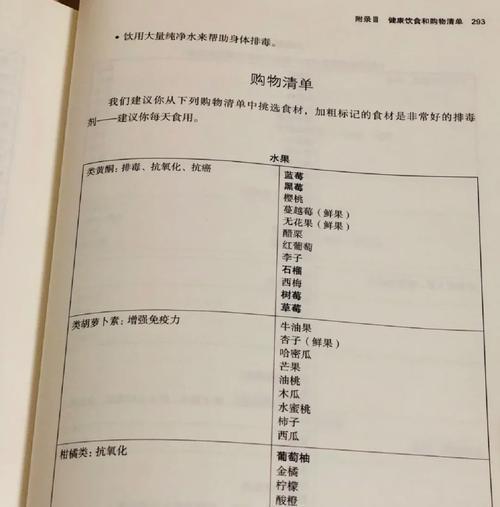 附录Ⅲ 健康饮食和购物清单 293
• 饮用大量纯净水来帮助身体排毒。
购物清单
我们建议你从下列购物清单中挑选食材，加粗标记的食材是非常好的排毒
剂——建议你每天食用。
水果
类黄酮：排毒、抗氧化、抗癌
蓝莓
黑莓
樱桃
蔓越莓（鲜果）
无花果（鲜果）
醋栗
红葡萄
李子
石榴
西梅
树莓
草莓
类胡萝卜素：增强免疫力
牛油果
杏子（鲜果）
哈密瓜
芒果
油桃
木瓜
水蜜桃
柿子
西瓜
柑橘类：抗氧化
葡萄柚
金橘
柠檬
酸橙